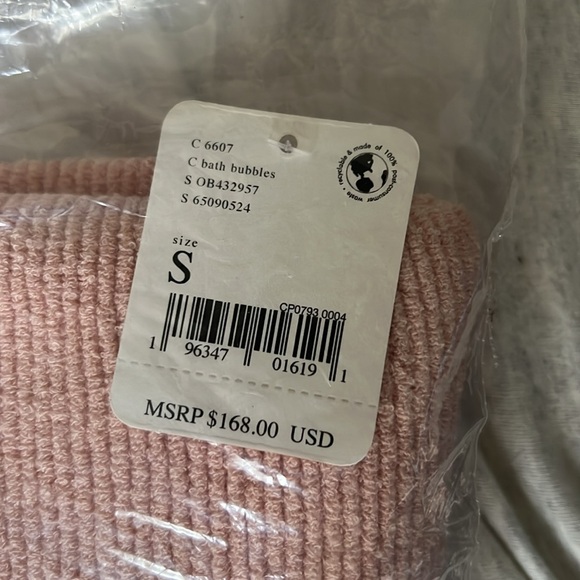 C 6607
C bath bubbles
S OB432957
S 65090524
recyclable & made of 100% post-consumer waste •
size
S
CP0793 0004
1 96347 01619 1
MSRP $168.00 USD